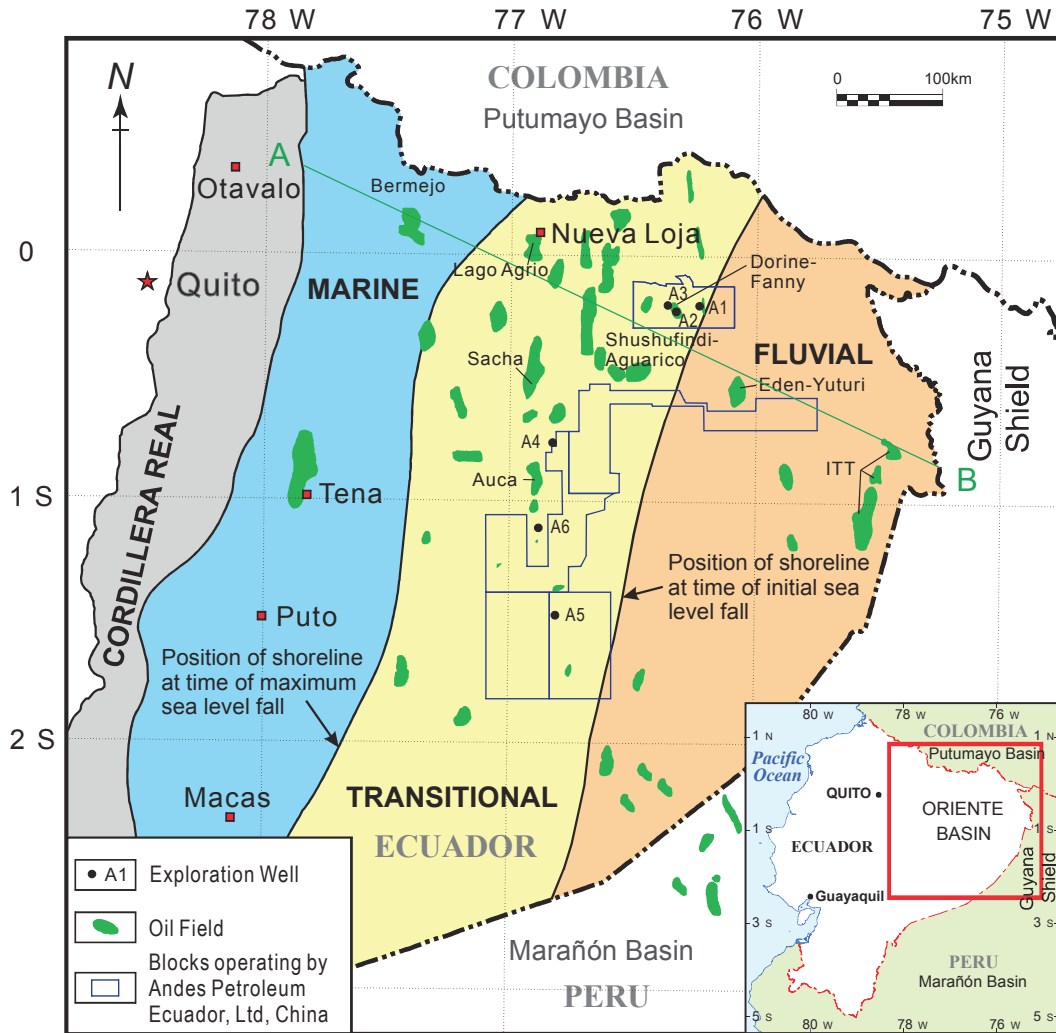 78 W
77 W
76 W
75 W
N
COLOMBIA
Putumayo Basin
0
100km
A
Otavalo
Bermejo
0
Nueva Loja
Lago Agrio
Dorine-
Fanny
Quito
MARINE
A3
A1
A2
Shushufindi-
Aguarico
FLUVIAL
Sacha
Eden-Yuturi
Guyana
Shield
A4
ITT
Auca
B
1 S
Tena
A6
CORDILLERA REAL
Position of shoreline
at time of initial sea
level fall
Puto
A5
Position of shoreline
at time of maximum
sea level fall
2 S
Macas
TRANSITIONAL
ECUADOR
Marañón Basin
PERU
A1
Exploration Well
Oil Field
Blocks operating by
Andes Petroleum
Ecuador, Ltd, China
80 W
78 W
76 W
1 N
COLOMBIA
1 N
Putumayo Basin
Pacific
Ocean
QUITO
ORIENTE
BASIN
1 S
1 S
ECUADOR
Guyana
Shield
Guayaquil
3 S
3 S
PERU
Marañón Basin
5 S
80 W
78 W
76 W
5 S